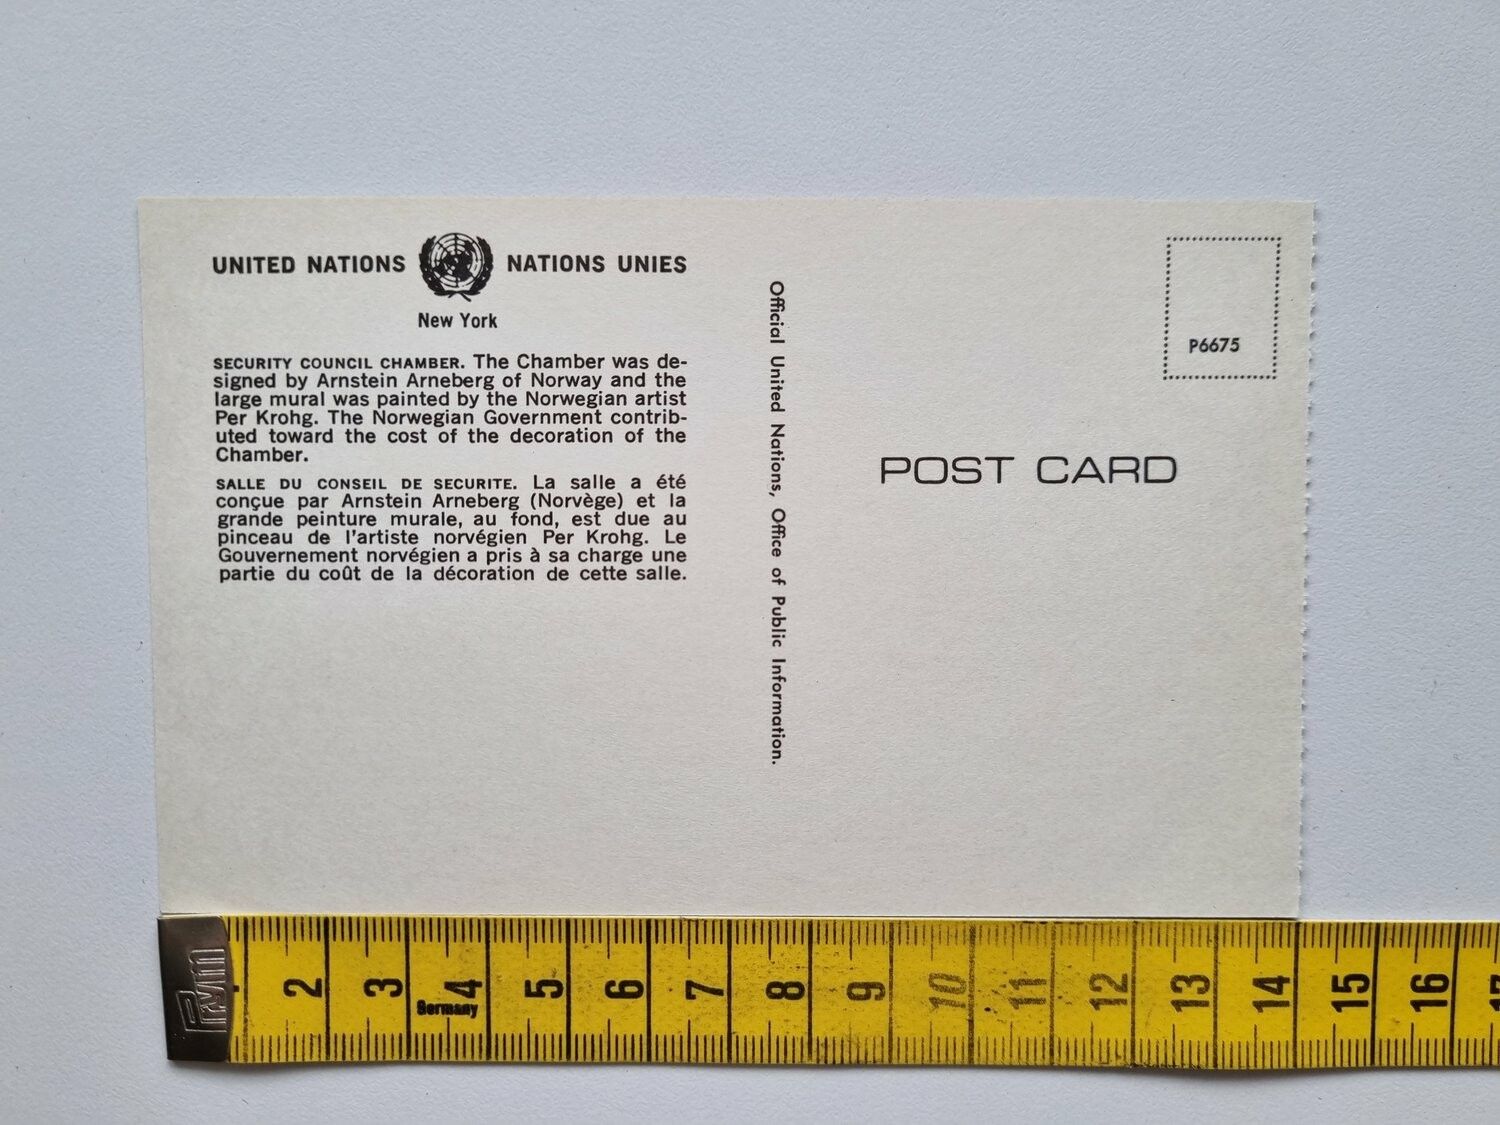 UNITED NATIONS NATIONS UNIES
New York
SECURITY COUNCIL CHAMBER. The Chamber was de-
signed by Arnstein Arneberg of Norway and the
large mural was painted by the Norwegian artist
Per Krohg. The Norwegian Government contrib-
uted toward the cost of the decoration of the
Chamber.
SALLE DU CONSEIL DE SECURITE. La salle a été
conçue par Arnstein Arneberg (Norvège) et la
grande peinture murale, au fond, est due au
pinceau de l'artiste norvégien Per Krohg. Le
Gouvernement norvégien a pris à sa charge une
partie du coût de la décoration de cette salle.
Official United Nations, Office of Public Information.
P6675
POST CARD
Prym
2 3 4 5 6 7 8 9 10 11 12 13 14 15 16 17
Germany